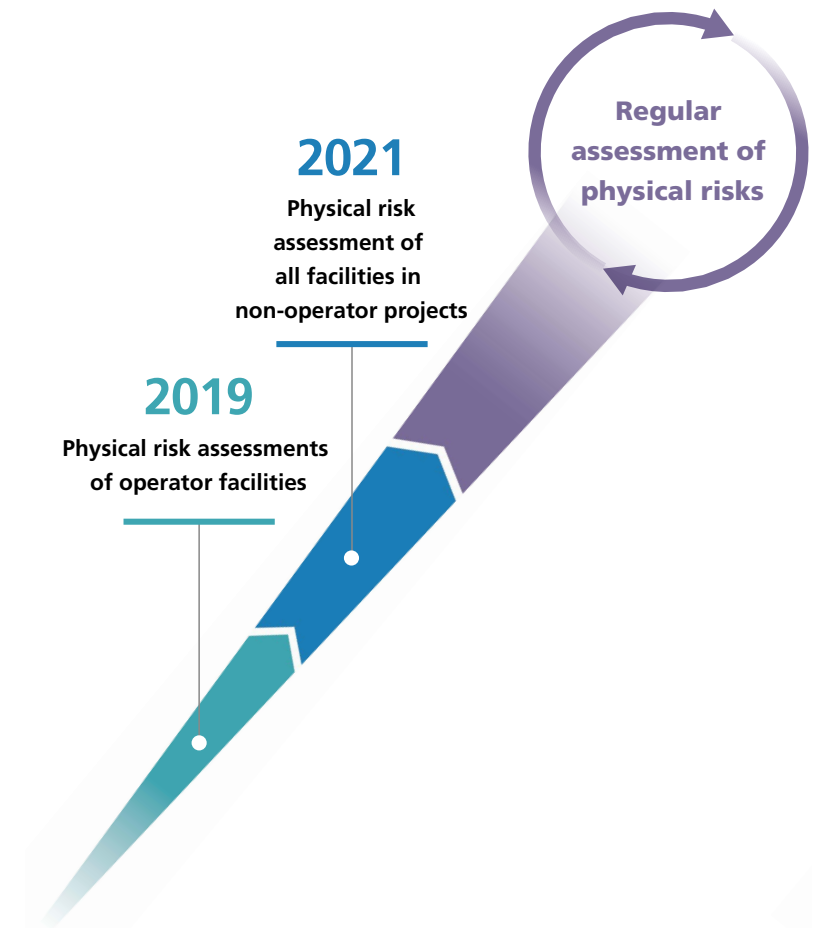 Regular
assessment of
physical risks
2021
Physical risk
assessment of
all facilities in
non-operator projects
2019
Physical risk assessments
of operator facilities